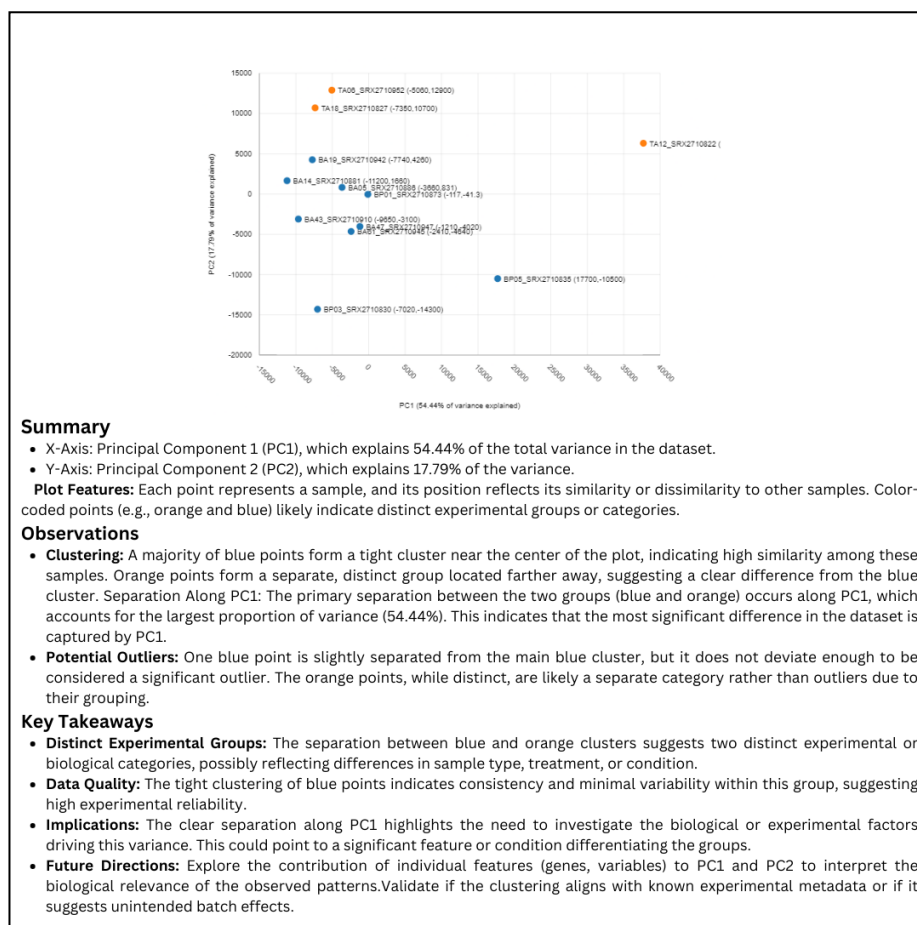 15000
10000
5000
0
-5000
-10000
-15000
-20000
PC2 (17.79% of variance explained)
TA06_SRX2710952 (-5060,12900)
TA18_SRX2710827 (-7350,10700)
TA12_SRX2710822 (
BA19_SRX2710942 (-7740,4260)
BA14_SRX2710881 (-11200,1660)
BA05_SRX2710886 (-3660,831)
BP01_SRX2710873 (-117,-41.3)
BA43_SRX2710910 (-9650,-3100)
BA47_SRX2710947 (-1210,-4020)
(-2410,-4640)
BP05_SRX2710835 (17700,-10500)
BP03_SRX2710830 (-7020,-14300)
-15000
-10000
-5000
0
5000
10000
15000
20000
25000
30000
35000
40000
PC1 (54.44% of variance explained)
Summary
• X-Axis: Principal Component 1 (PC1), which explains 54.44% of the total variance in the dataset.
• Y-Axis: Principal Component 2 (PC2), which explains 17.79% of the variance.
Plot Features: Each point represents a sample, and its position reflects its similarity or dissimilarity to other samples. Color-
coded points (e.g., orange and blue) likely indicate distinct experimental groups or categories.
Observations
• Clustering: A majority of blue points form a tight cluster near the center of the plot, indicating high similarity among these
samples. Orange points form a separate, distinct group located farther away, suggesting a clear difference from the blue
cluster. Separation Along PC1: The primary separation between the two groups (blue and orange) occurs along PC1, which
accounts for the largest proportion of variance (54.44%). This indicates that the most significant difference in the dataset is
captured by PC1.
• Potential Outliers: One blue point is slightly separated from the main blue cluster, but it does not deviate enough to be
considered a significant outlier. The orange points, while distinct, are likely a separate category rather than outliers due to
their grouping.
Key Takeaways
• Distinct Experimental Groups: The separation between blue and orange clusters suggests two distinct experimental or
biological categories, possibly reflecting differences in sample type, treatment, or condition.
• Data Quality: The tight clustering of blue points indicates consistency and minimal variability within this group, suggesting
high experimental reliability.
• Implications: The clear separation along PC1 highlights the need to investigate the biological or experimental factors
driving this variance. This could point to a significant feature or condition differentiating the groups.
• Future Directions: Explore the contribution of individual features (genes, variables) to PC1 and PC2 to interpret the
biological relevance of the observed patterns.Validate if the clustering aligns with known experimental metadata or if it
suggests unintended batch effects.